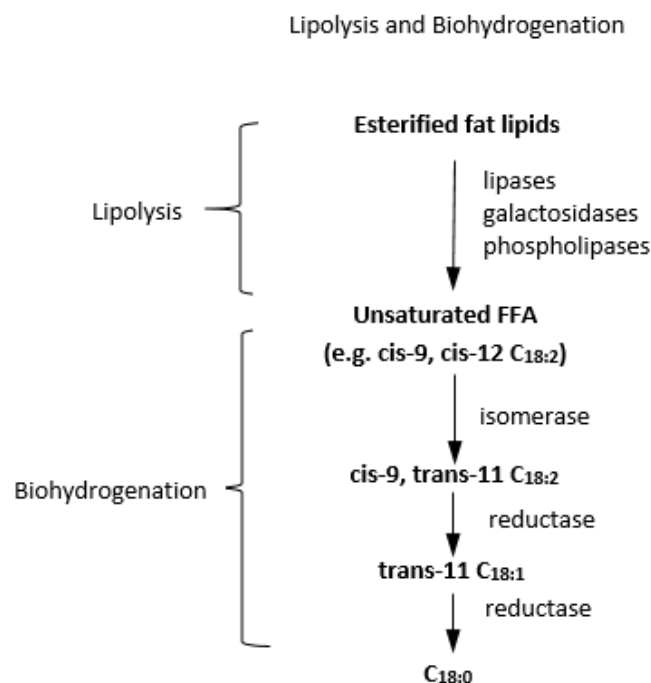 Lipolysis and Biohydrogenation
Esterified fat lipids
lipases
galactosidases
phospholipases
Lipolysis
Unsaturated FFA
(e.g. cis-9, cis-12 C18:2)
isomerase
cis-9, trans-11 C18:2
Biohydrogenation
reductase
trans-11 C18:1
reductase
C18:0